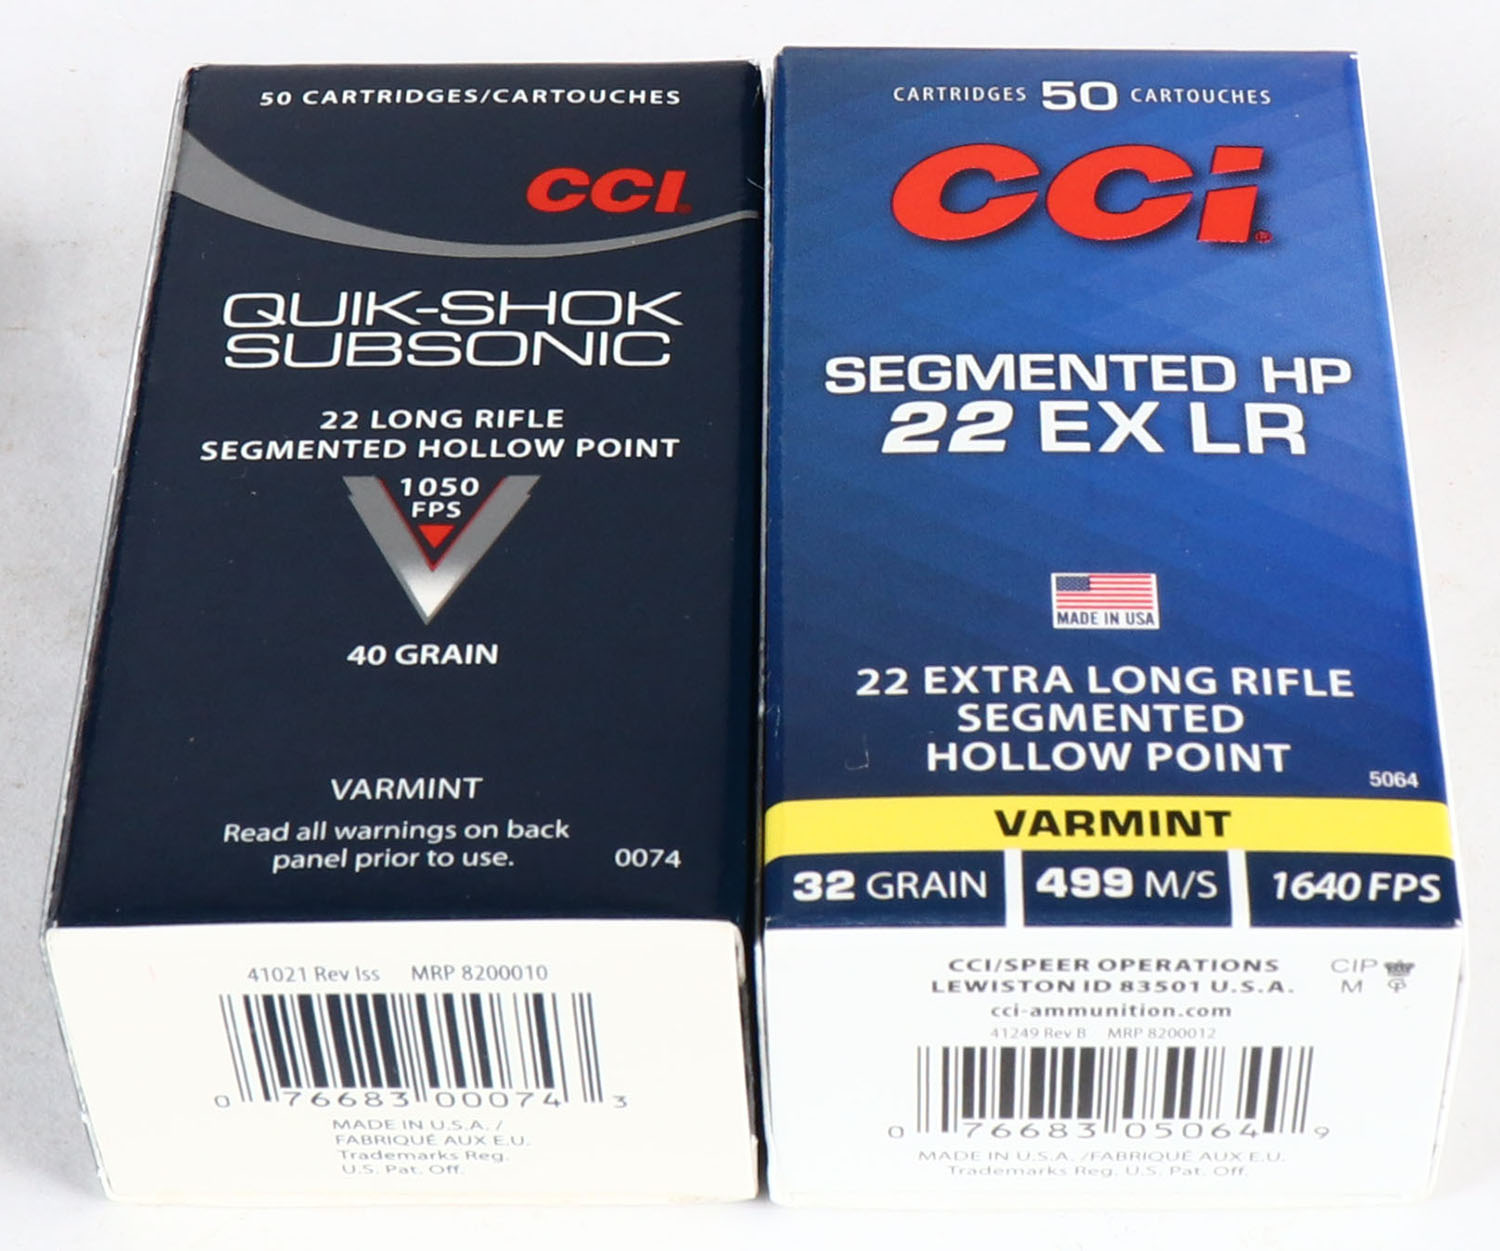 50 CARTRIDGES/CARTOUCHES
CCI
QUIK-SHOK
SUBSONIC
22 LONG RIFLE
SEGMENTED HOLLOW POINT
1050
FPS
40 GRAIN
VARMINT
Read all warnings on back
panel prior to use.
0074
41021 Rev Iss MRP 8200010
0 76683 00074 3
MADE IN U.S.A. /
FABRIQUÉ AUX E.U.
Trademarks Reg.
U.S. Pat. Off.
CARTRIDGES 50 CARTOUCHES
CCi®
SEGMENTED HP
22 EX LR
MADE IN USA
22 EXTRA LONG RIFLE
SEGMENTED
HOLLOW POINT
5064
VARMINT
32 GRAIN 499 M/S 1640 FPS
CCI/SPEER OPERATIONS
LEWISTON ID 83501 U.S.A.
cci-ammunition.com
CIP
M
41249 Rev B MRP 8200012
0 76683 05064 9
MADE IN U.S.A. /FABRIQUÉ AUX E.U.
Trademarks Reg. U.S. Pat. Off.